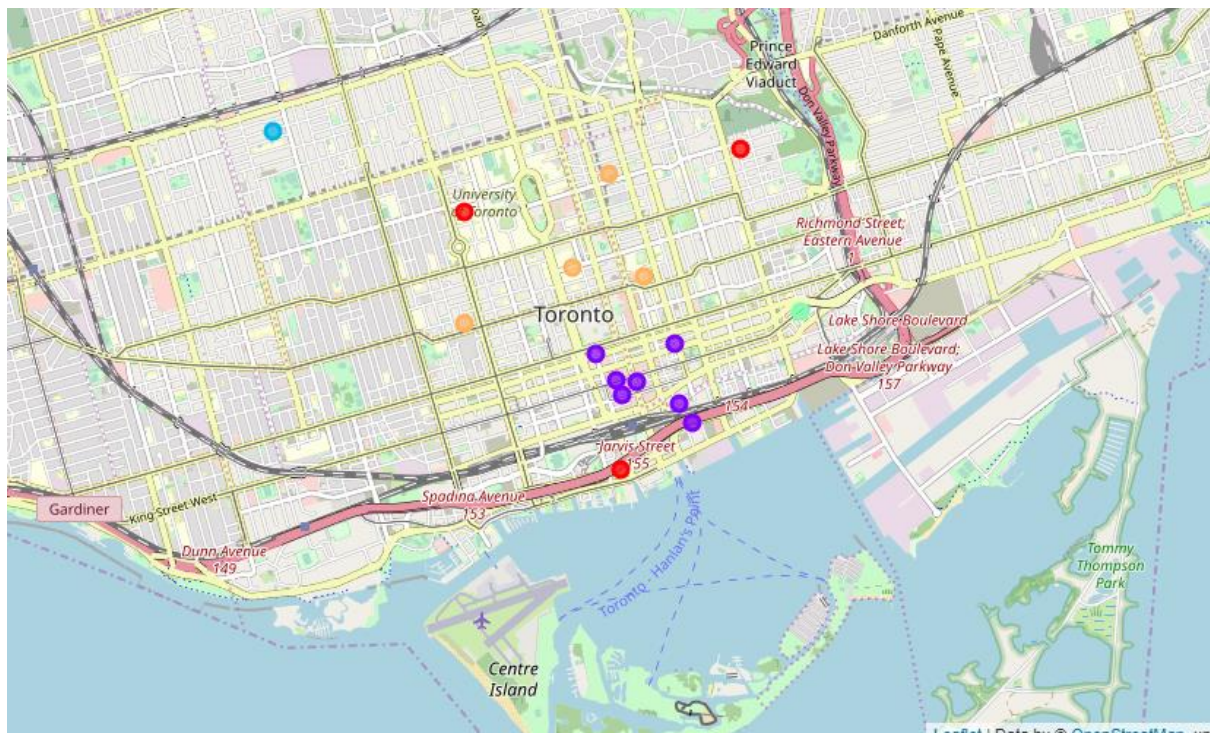 Danforth Avenue
Pape Avenue
Prince
Edward
Viaduct
Don Valley Parkway
University
of Toronto
Richmond Street;
Eastern Avenue
1
Toronto
Lake Shore Boulevard
Lake Shore Boulevard;
Don Valley Parkway
157
154
Jarvis Street
155
Spadina Avenue
153
Gardiner
King Street West
Dunn Avenue
149
Toronto - Hanlan's Point
Tommy
Thompson
Park
Centre
Island
Leaflet | Data by © OpenStreetMap